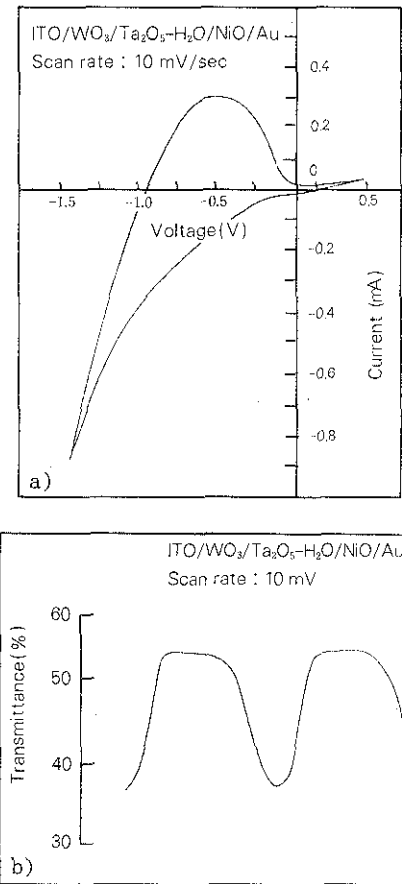 ITO/WO₃/Ta₂O₅-H₂O/NiO/Au
Scan rate : 10 mV/sec
0.4
0.2
0
-1.5
-1.0
-0.5
0.5
Voltage(V)
-0.2
-0.4
-0.6
-0.8
Current (mA)
a)
ITO/WO₃/Ta₂O₅-H₂O/NiO/Au
Scan rate : 10 mV
60
50
40
30
Transmittance(%)
b)